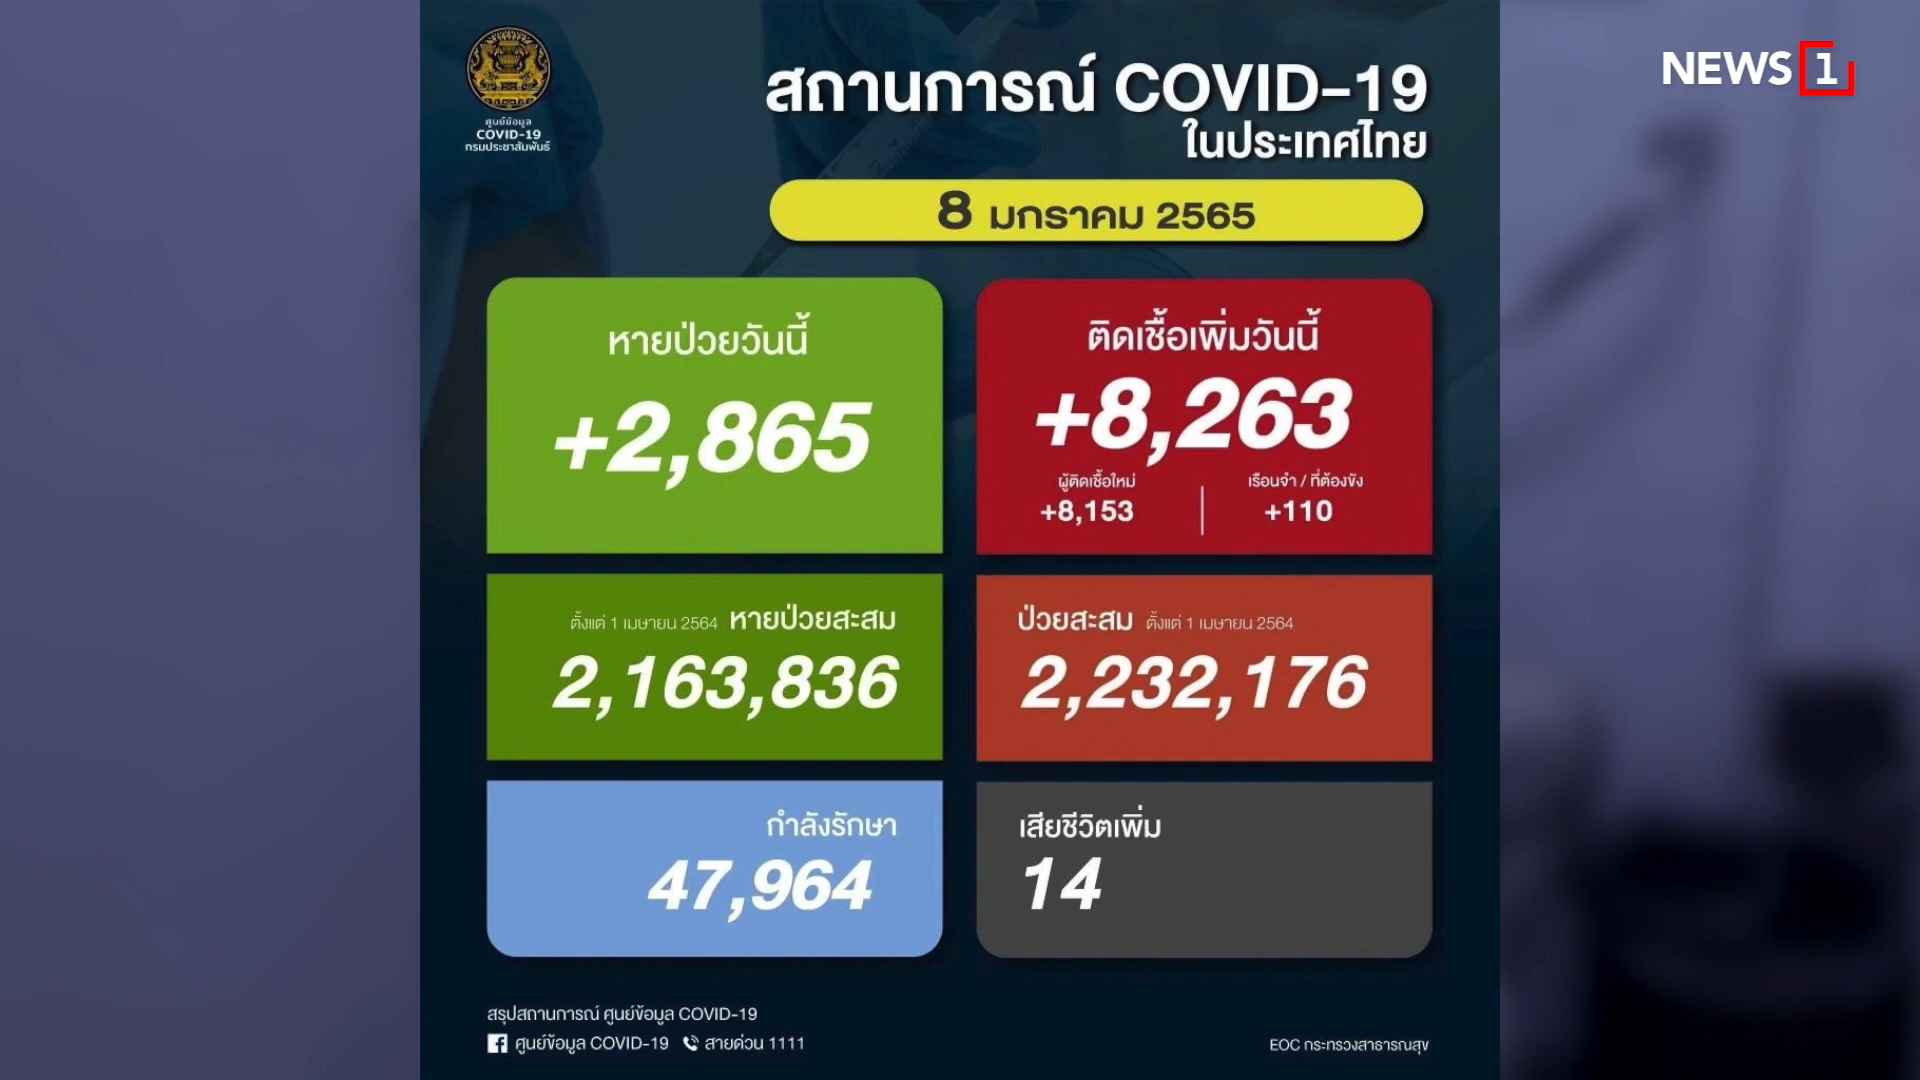 NEWS 1
ศูนย์ข้อมูล
COVID-19
กรมประชาสัมพันธ์
สถานการณ์ COVID-19
ในประเทศไทย
8 มกราคม 2565
หายป่วยวันนี้
+2,865
ติดเชื้อเพิ่มวันนี้
+8,263
ผู้ติดเชื้อใหม่
+8,153
เรือนจำ / ที่ต้องขัง
+110
ตั้งแต่ 1 เมษายน 2564 หายป่วยสะสม
2,163,836
ป่วยสะสม ตั้งแต่ 1 เมษายน 2564
2,232,176
กำลังรักษา
47,964
เสียชีวิตเพิ่ม
14
สรุปสถานการณ์ ศูนย์ข้อมูล COVID-19
ศูนย์ข้อมูล COVID-19 สายด่วน 1111
EOC กระทรวงสาธารณสุข